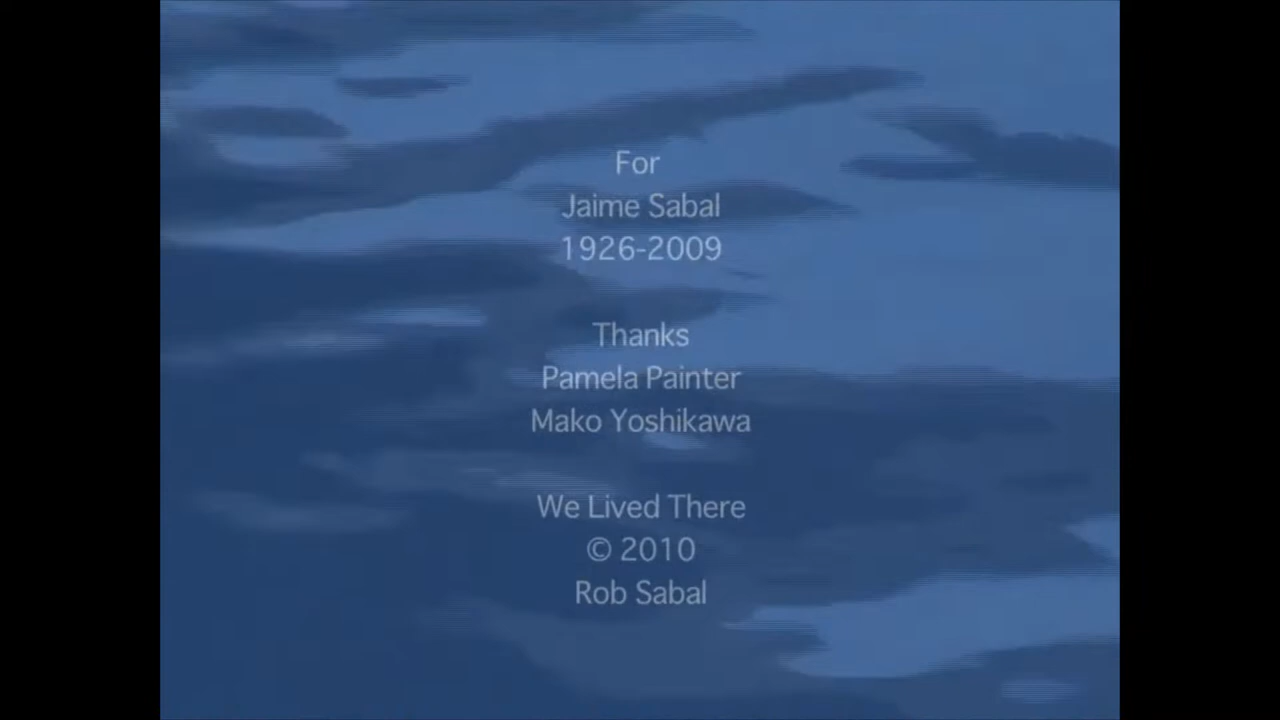 For
Jaime Sabal
1926-2009
Thanks
Pamela Painter
Mako Yoshikawa
We Lived There
© 2010
Rob Sabal